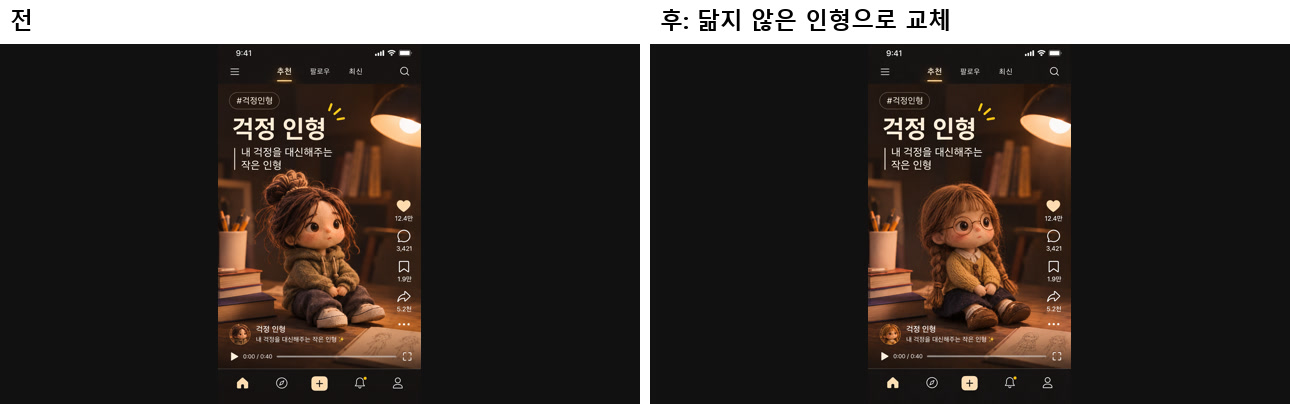 전
9:41
추천 팔로우 최신
#걱정인형
걱정 인형
내 걱정을 대신해주는
작은 인형
12.4만
3,421
1.9만
5.2천
걱정 인형
내 걱정을 대신해주는 작은 인형
0:00 / 0:40
후: 닮지 않은 인형으로 교체
9:41
추천 팔로우 최신
#걱정인형
걱정 인형
내 걱정을 대신해주는
작은 인형
12.4만
3,421
1.9만
5.2천
걱정 인형
내 걱정을 대신해주는 작은 인형
0:00 / 0:40